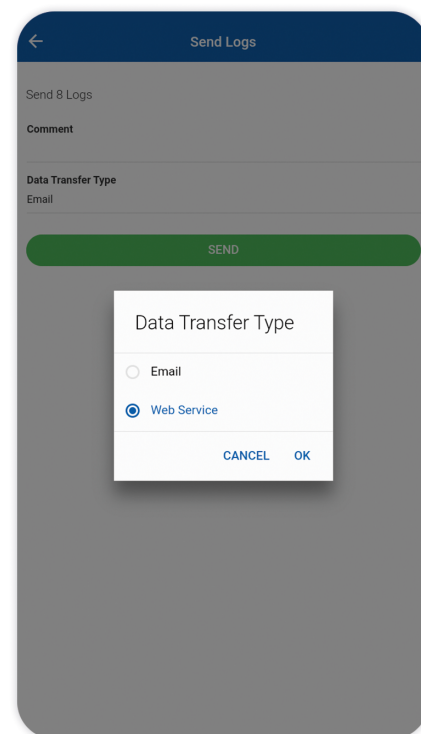 Send Logs
Send 8 Logs
Comment
Data Transfer Type
Email
SEND
Data Transfer Type
Email
Web Service
CANCEL OK